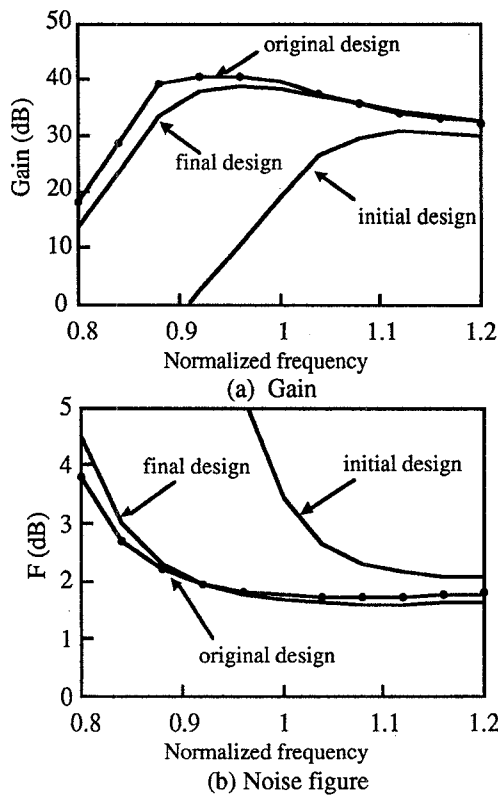 50
40
30
20
10
0
Gain (dB)
original design
final design
initial design
0.8 0.9 1 1.1 1.2
Normalized frequency
(a) Gain
5
4
3
2
1
0
F (dB)
final design
initial design
original design
0.8 0.9 1 1.1 1.2
Normalized frequency
(b) Noise figure